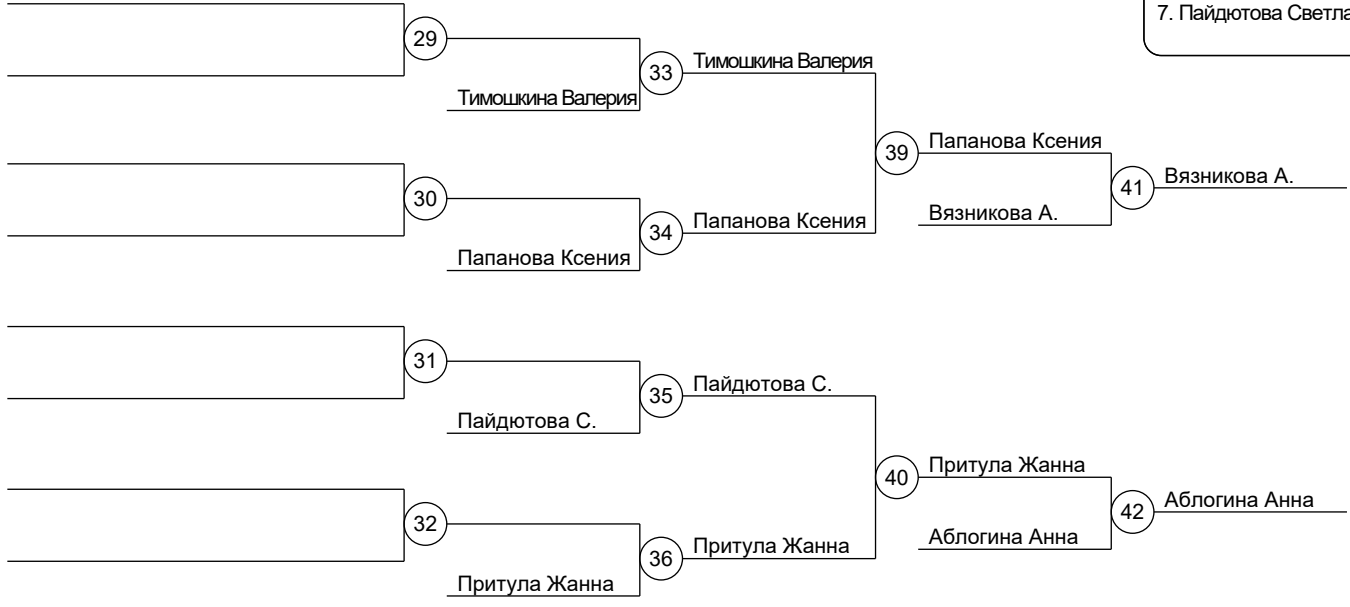 7. Пайдютова Светла
29
Тимошкина Валерия
33
Тимошкина Валерия
39
Папанова Ксения
41
Вязникова А.
Вязникова А.
30
Папанова Ксения
34
Папанова Ксения
31
Пайдютова С.
35
Пайдютова С.
40
Притула Жанна
42
Аблогина Анна
Аблогина Анна
32
Притула Жанна
36
Притула Жанна